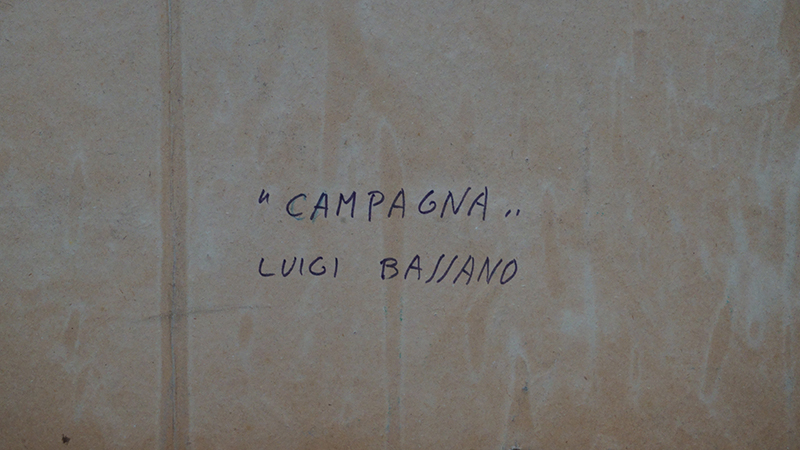 " CAMPAGNA ..
LUIGI BASSANO